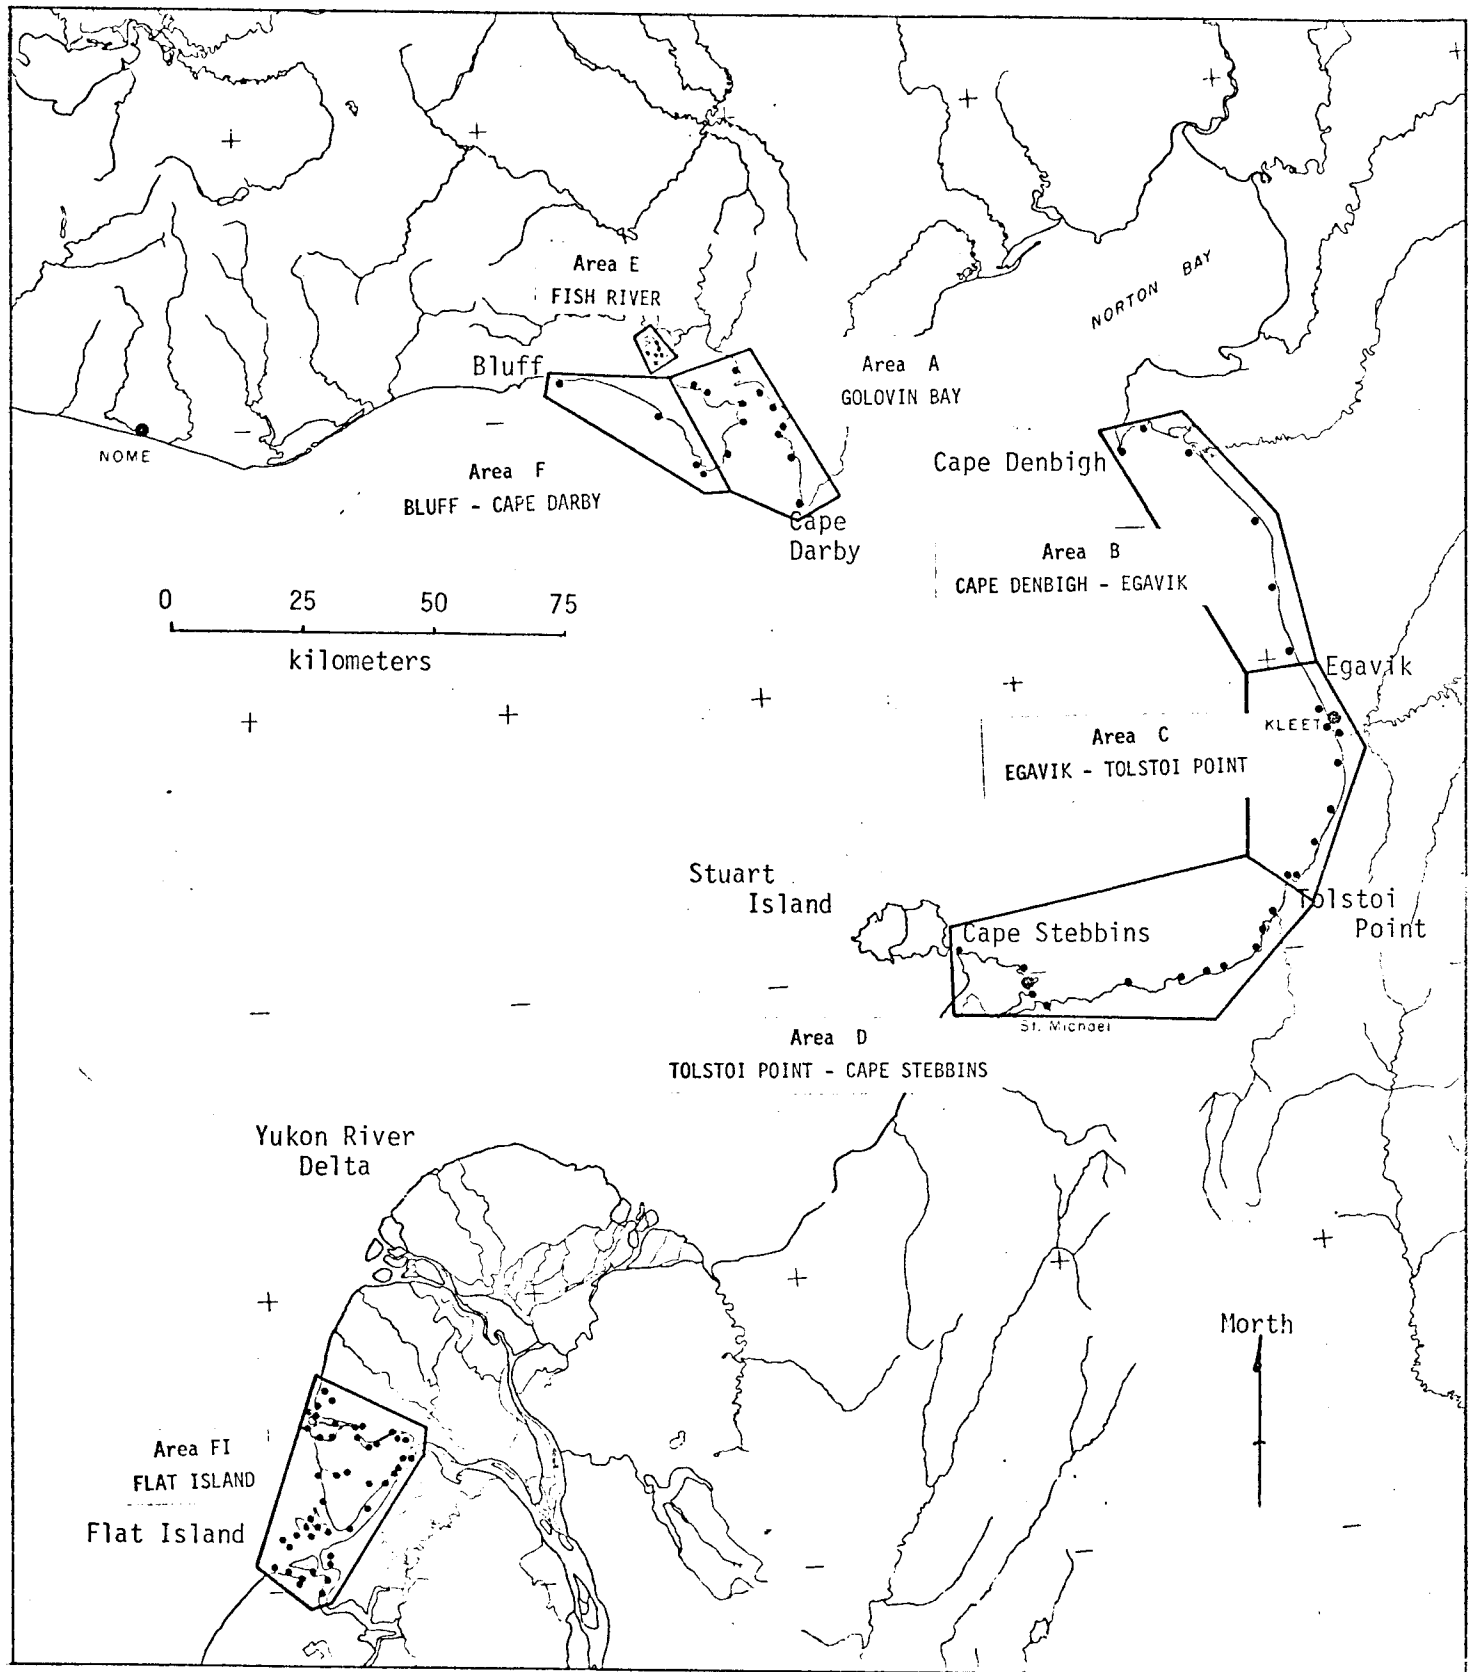 Area E
FISH RIVER
NORTON BAY
Bluff
Area A
GOLOVIN BAY
NOME
Cape Denbigh
Area F
BLUFF - CAPE DARBY
Cape
Darby
Area B
CAPE DENBIGH - EGAVIK
0 25 50 75
kilometers
Egavik
KLEET
Area C
EGAVIK - TOLSTOI POINT
Stuart
Island
Tolstoi
Point
Cape Stebbins
St. Michael
Area D
TOLSTOI POINT - CAPE STEBBINS
Yukon River
Delta
Morth
Area FI
FLAT ISLAND
Flat Island